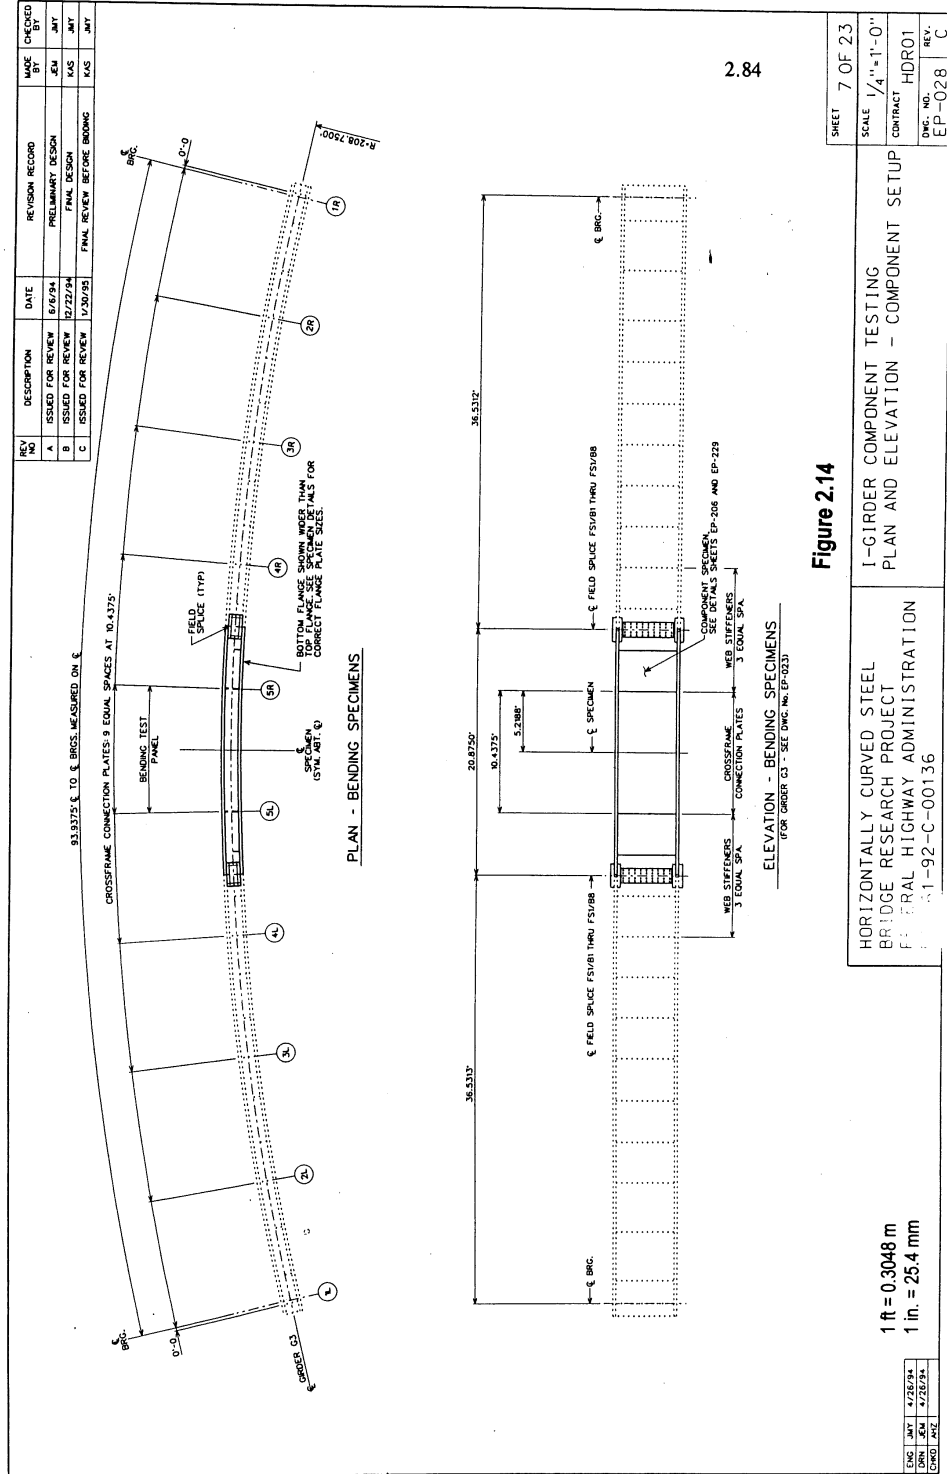 2.84
REV NO DESCRIPTION DATE REVISION RECORD MADE BY CHECKED BY
A ISSUED FOR REVIEW 6/6/94 PRELIMINARY DESIGN JEM JMY
B ISSUED FOR REVIEW 12/22/94 FINAL DESIGN KAS JMY
C ISSUED FOR REVIEW 1/30/95 FINAL REVIEW BEFORE BIDDING KAS JMY
93.9375' ℄ TO ℄ BRGS. MEASURED ON ℄
CROSSFRAME CONNECTION PLATES: 9 EQUAL SPACES AT 10.4375'
℄ BRG.
0'-0
℄ BRG.
0'-0
BENDING TEST PANEL
FIELD SPLICE (TYP)
R=208.7500'
GIRDER G3
℄
1L
2L
3L
4L
5L
℄ SPECIMEN (SYM. ABT. ℄)
5R
4R
3R
2R
1R
BOTTOM FLANGE SHOWN WIDER THAN
TOP FLANGE. SEE SPECIMEN DETAILS FOR
CORRECT FLANGE PLATE SIZES.
PLAN - BENDING SPECIMENS
36.5313'
20.8750'
36.5312'
10.4375'
5.2188'
℄ BRG.
℄ FIELD SPLICE FS1/B1 THRU FS1/B8
℄ SPECIMEN
℄ FIELD SPLICE FS1/B1 THRU FS1/B8
℄ BRG.
COMPONENT SPECIMEN.
SEE DETAILS SHEETS EP-206 AND EP-229
WEB STIFFENERS
3 EQUAL SPA.
CROSSFRAME
CONNECTION PLATES
WEB STIFFENERS
3 EQUAL SPA.
ELEVATION - BENDING SPECIMENS
(FOR GIRDER G3 - SEE DWG. No. EP-023)
Figure 2.14
1 ft = 0.3048 m
1 in. = 25.4 mm
ENG JMY 4/26/94
DRN JEM 4/26/94
CHKD AHZ
HORIZONTALLY CURVED STEEL
BRIDGE RESEARCH PROJECT
ERAL HIGHWAY ADMINISTRATION
61-92-C-00136
I-GIRDER COMPONENT TESTING
PLAN AND ELEVATION - COMPONENT SETUP
SHEET 7 OF 23
SCALE 1/4"=1'-0"
CONTRACT HDR01
DWG. NO. EP-028
REV. C